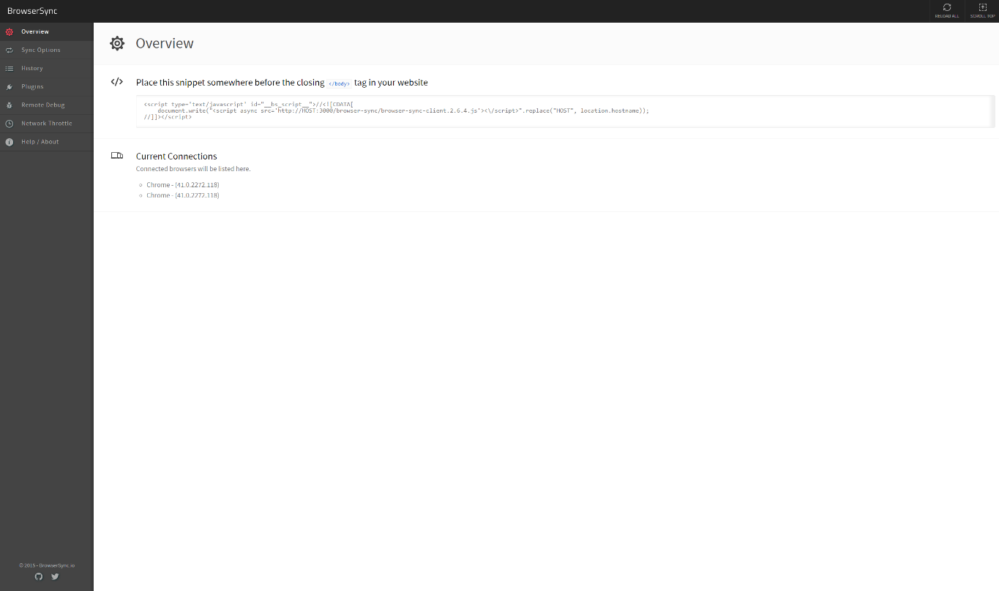 BrowserSync
RELOAD ALL
SCROLL TOP
Overview
Sync Options
History
Plugins
Remote Debug
Network Throttle
Help / About
Overview
Place this snippet somewhere before the closing </body> tag in your website
<script type='text/javascript' id="__bs_script__">//<![CDATA[
    document.write("<script async src='http://HOST:3000/browser-sync/browser-sync-client.2.6.4.js'><\/script>".replace("HOST", location.hostname));
//]]></script>
Current Connections
Connected browsers will be listed here.
Chrome - (41.0.2272.118)
Chrome - (41.0.2272.118)
© 2015 - BrowserSync.io